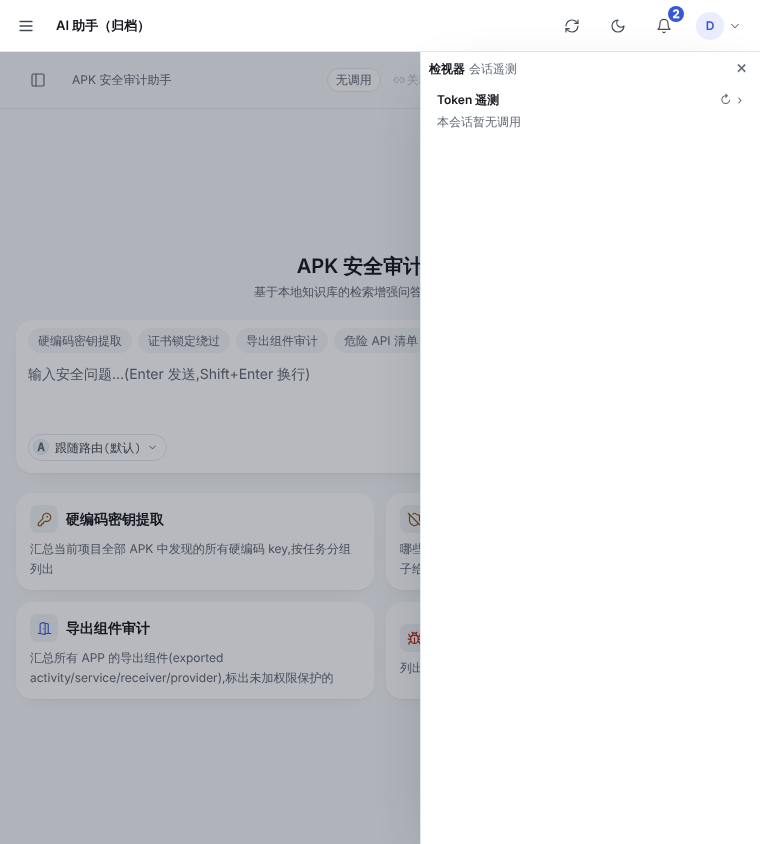 AI 助手（归档）
2
D
APK 安全审计助手
无调用
关
检视器 会话遥测
Token 遥测
本会话暂无调用
APK 安全审计
基于本地知识库的检索增强问答
硬编码密钥提取
证书锁定绕过
导出组件审计
危险 API 清单
输入安全问题...(Enter 发送,Shift+Enter 换行)
A 跟随路由(默认)
硬编码密钥提取
汇总当前项目全部 APK 中发现的所有硬编码 key,按任务分组
列出
哪些
子给
导出组件审计
汇总所有 APP 的导出组件(exported
activity/service/receiver/provider),标出未加权限保护的
列出